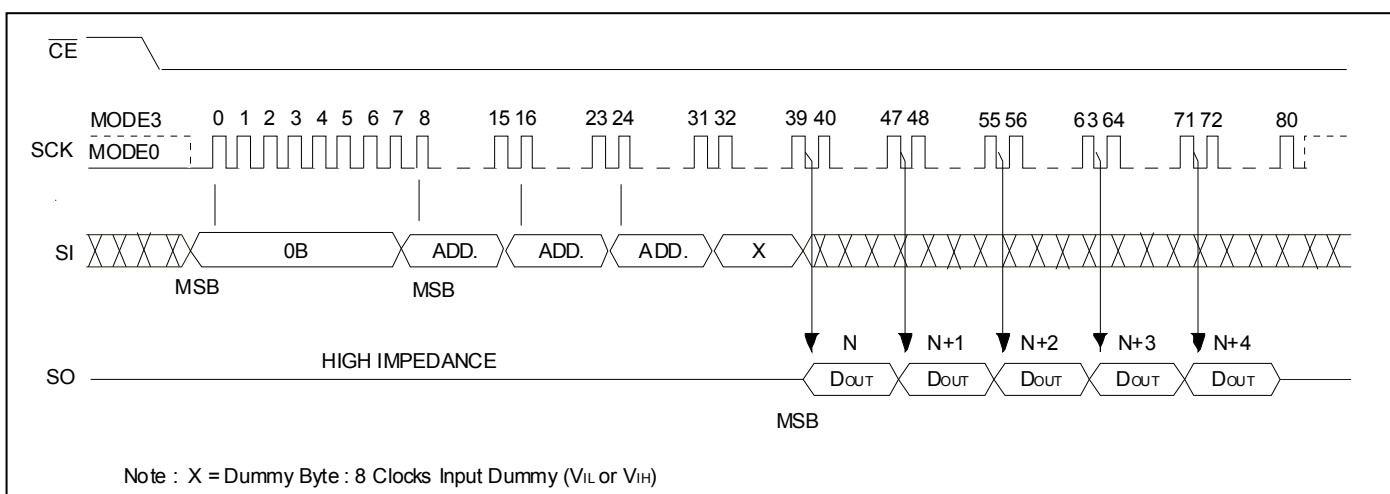 CE
MODE3 0 1 2 3 4 5 6 7 8 15 16 23 24 31 32 39 40 47 48 55 56 63 64 71 72 80
SCK MODE0
SI 0B ADD. ADD. ADD. X
MSB MSB
N N+1 N+2 N+3 N+4
HIGH IMPEDANCE
SO DOUT DOUT DOUT DOUT DOUT
MSB
Note : X = Dummy Byte : 8 Clocks Input Dummy (VIL or VIH)